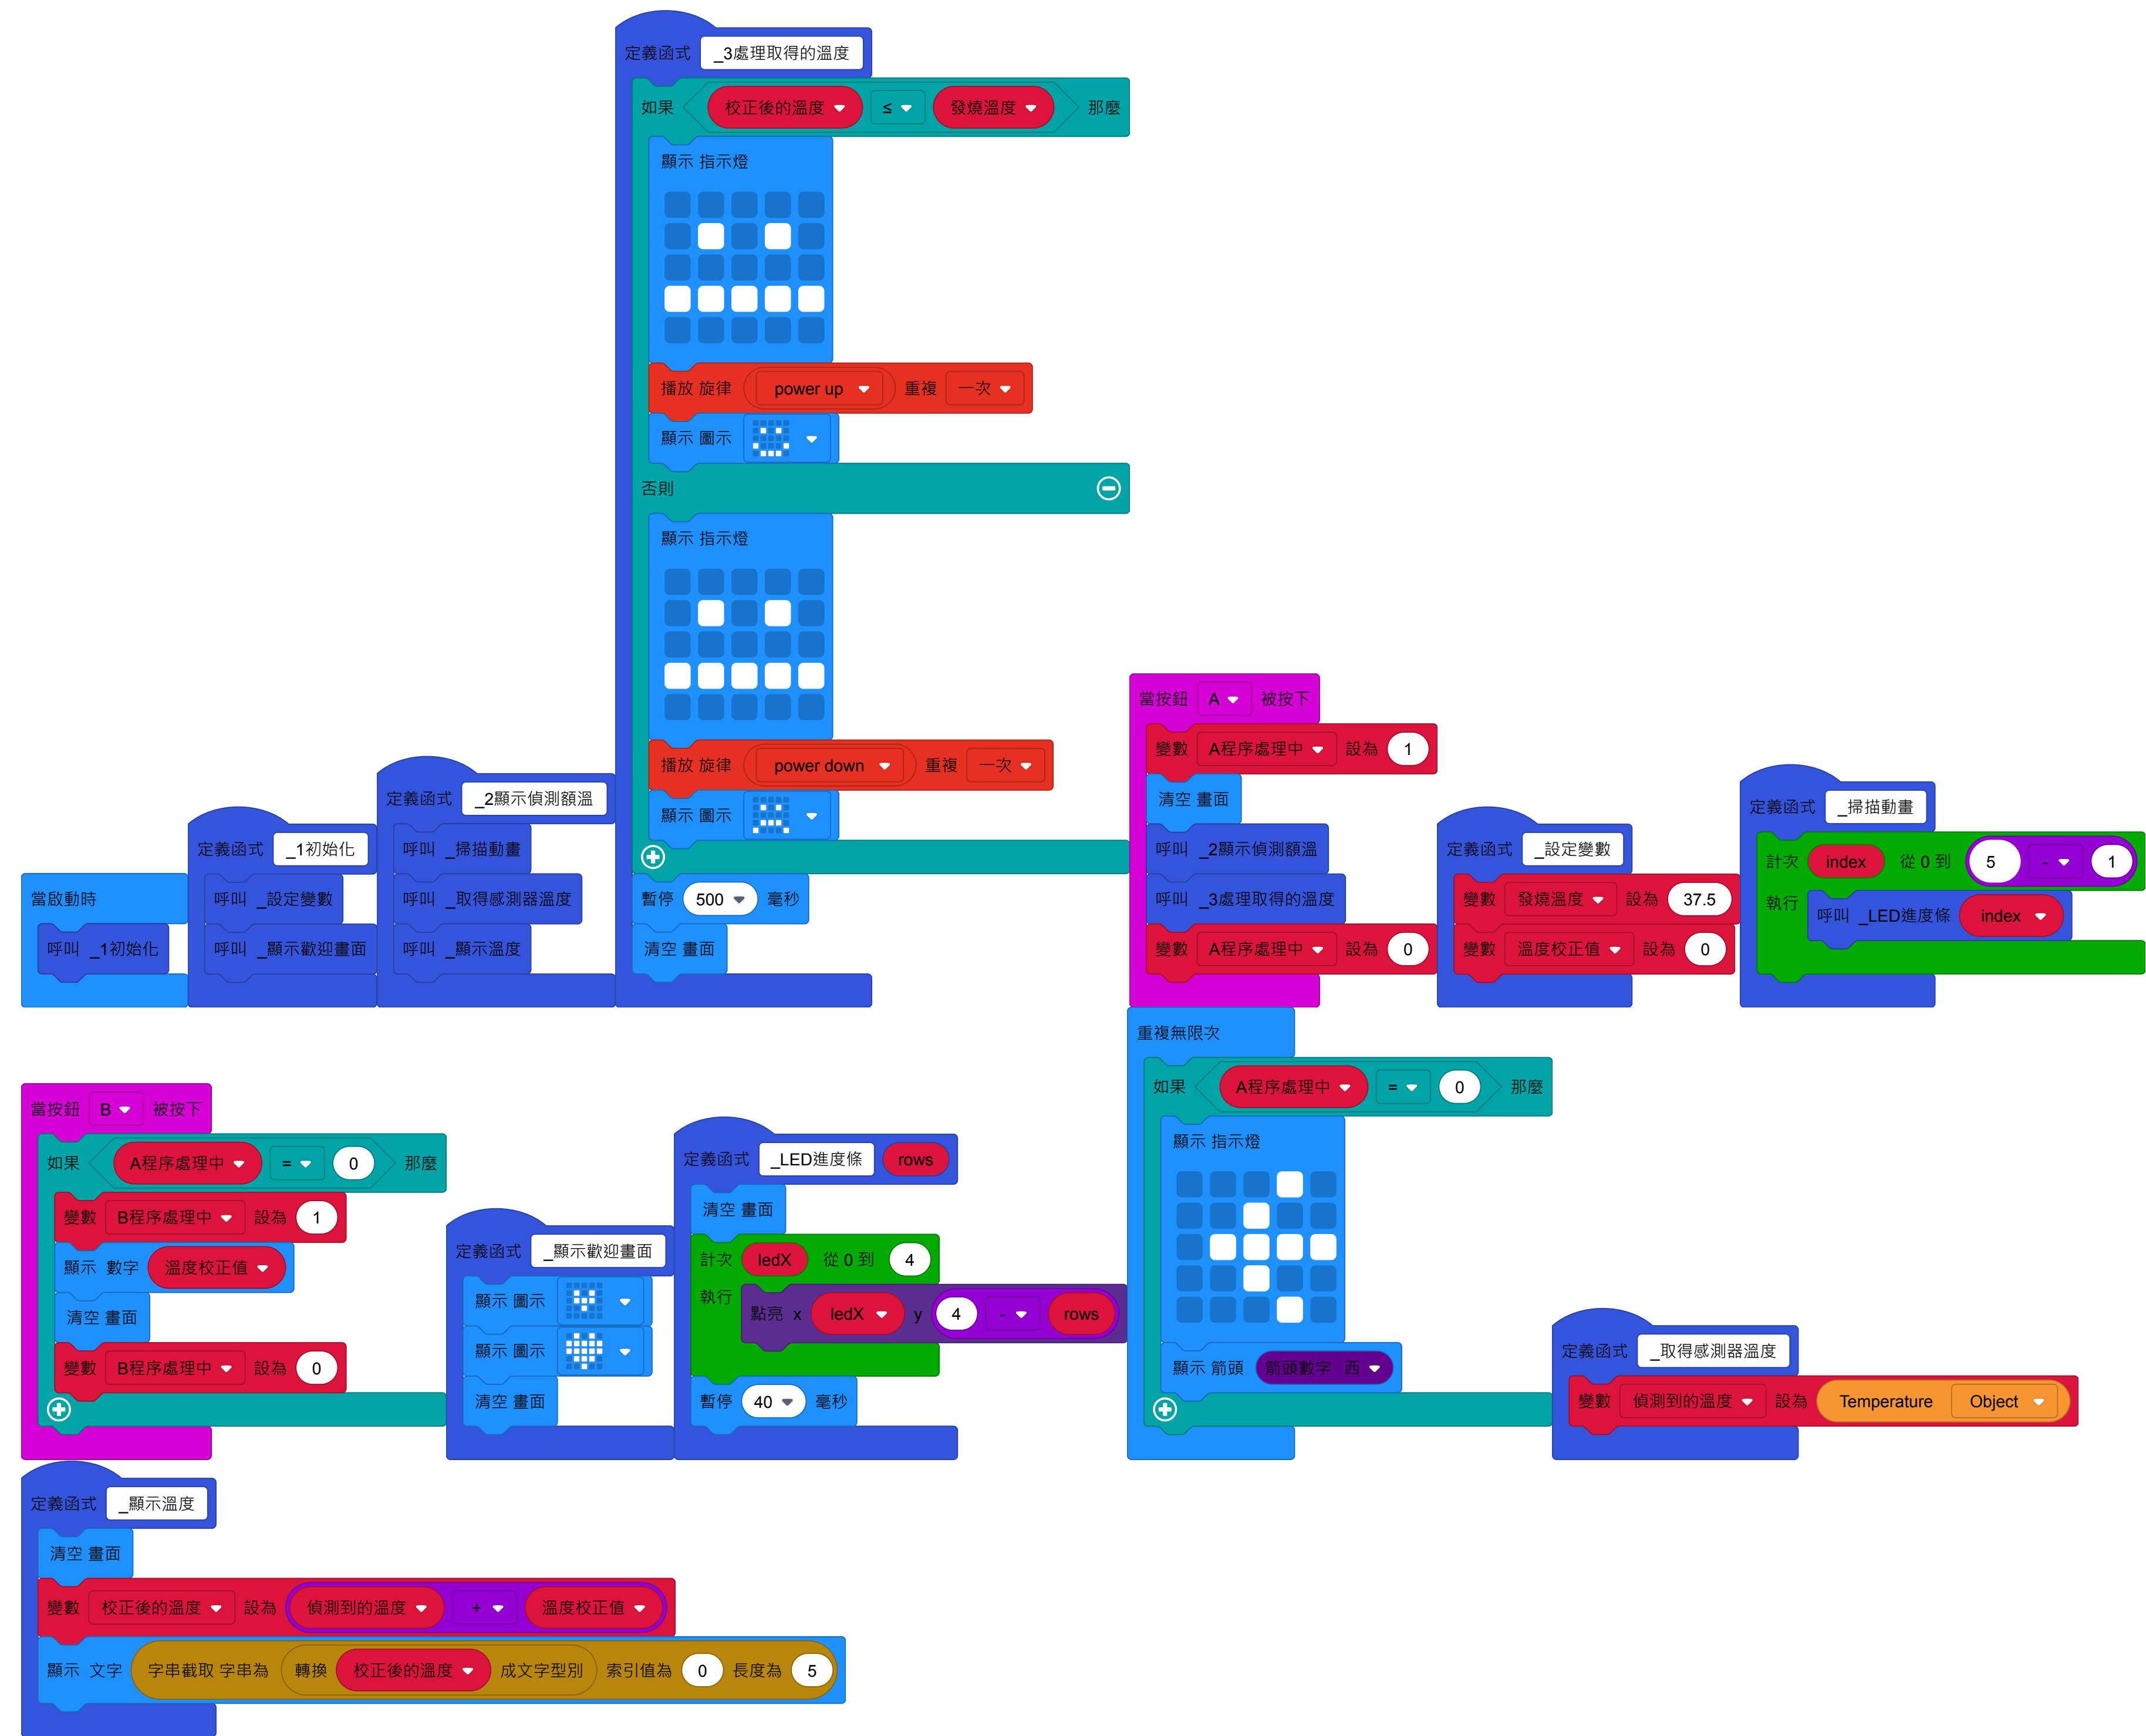 當啟動時
呼叫 _1初始化
定義函式 _1初始化
呼叫 _設定變數
呼叫 _顯示歡迎畫面
定義函式 _2顯示偵測額溫
呼叫 _掃描動畫
呼叫 _取得感測器溫度
呼叫 _顯示溫度
定義函式 _3處理取得的溫度
如果 校正後的溫度 ≤ 發燒溫度 那麼
顯示 指示燈
播放 旋律 power up 重複 一次
顯示 圖示
否則
顯示 指示燈
播放 旋律 power down 重複 一次
顯示 圖示
暫停 500 毫秒
清空 畫面
當按鈕 A 被按下
變數 A程序處理中 設為 1
清空 畫面
呼叫 _2顯示偵測額溫
呼叫 _3處理取得的溫度
變數 A程序處理中 設為 0
定義函式 _設定變數
變數 發燒溫度 設為 37.5
變數 溫度校正值 設為 0
定義函式 _掃描動畫
計次 index 從 0 到 5 - 1
執行 呼叫 _LED進度條 index
當按鈕 B 被按下
如果 A程序處理中 = 0 那麼
變數 B程序處理中 設為 1
顯示 數字 溫度校正值
清空 畫面
變數 B程序處理中 設為 0
定義函式 _顯示歡迎畫面
顯示 圖示
顯示 圖示
清空 畫面
定義函式 _LED進度條 rows
清空 畫面
計次 ledX 從 0 到 4
執行 點亮 x ledX y 4 - rows
暫停 40 毫秒
重複無限次
如果 A程序處理中 = 0 那麼
顯示 指示燈
顯示 箭頭 箭頭數字 西
定義函式 _取得感測器溫度
變數 偵測到的溫度 設為 Temperature Object
定義函式 _顯示溫度
清空 畫面
變數 校正後的溫度 設為 偵測到的溫度 + 溫度校正值
顯示 文字 字串截取 字串為 轉換 校正後的溫度 成文字型別 索引值為 0 長度為 5